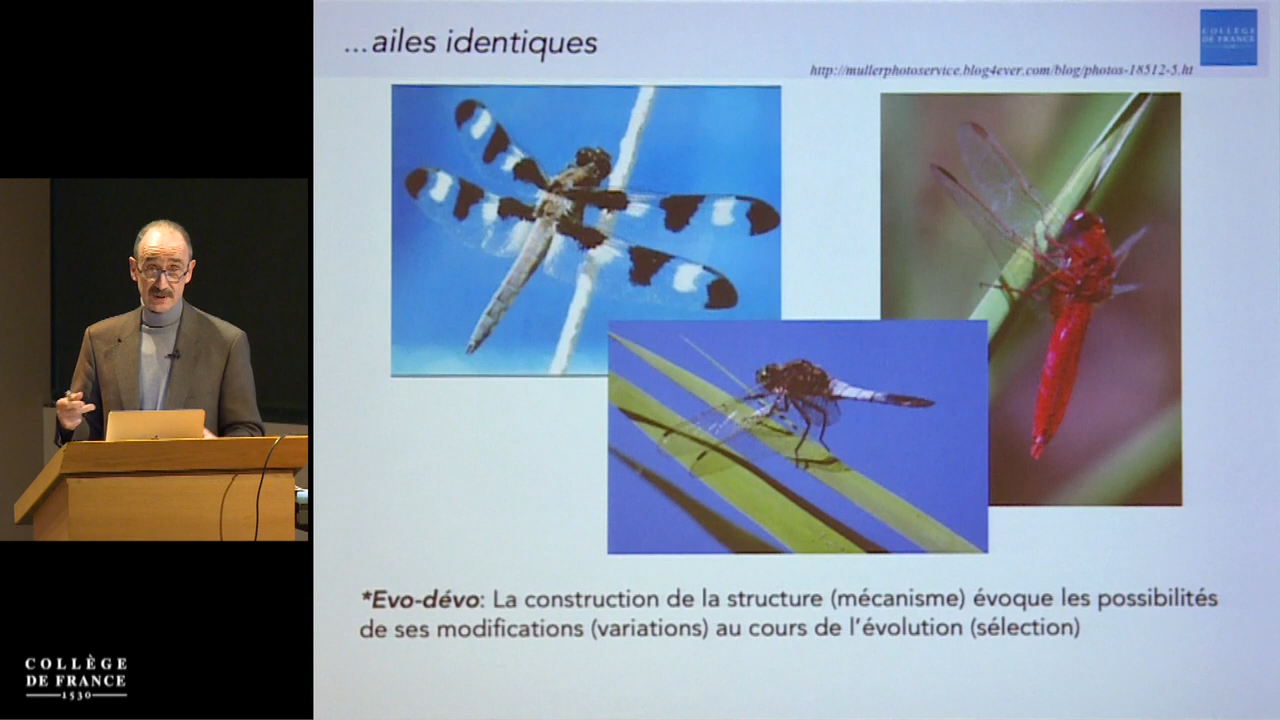 ...ailes identiques
COLLÈGE
DE FRANCE
1530
http://mullerphotoservice.blog4ever.com/blog/photos-18512-5.ht
*Evo-dévo: La construction de la structure (mécanisme) évoque les possibilités
de ses modifications (variations) au cours de l'évolution (sélection)
COLLÈGE
DE FRANCE
1530